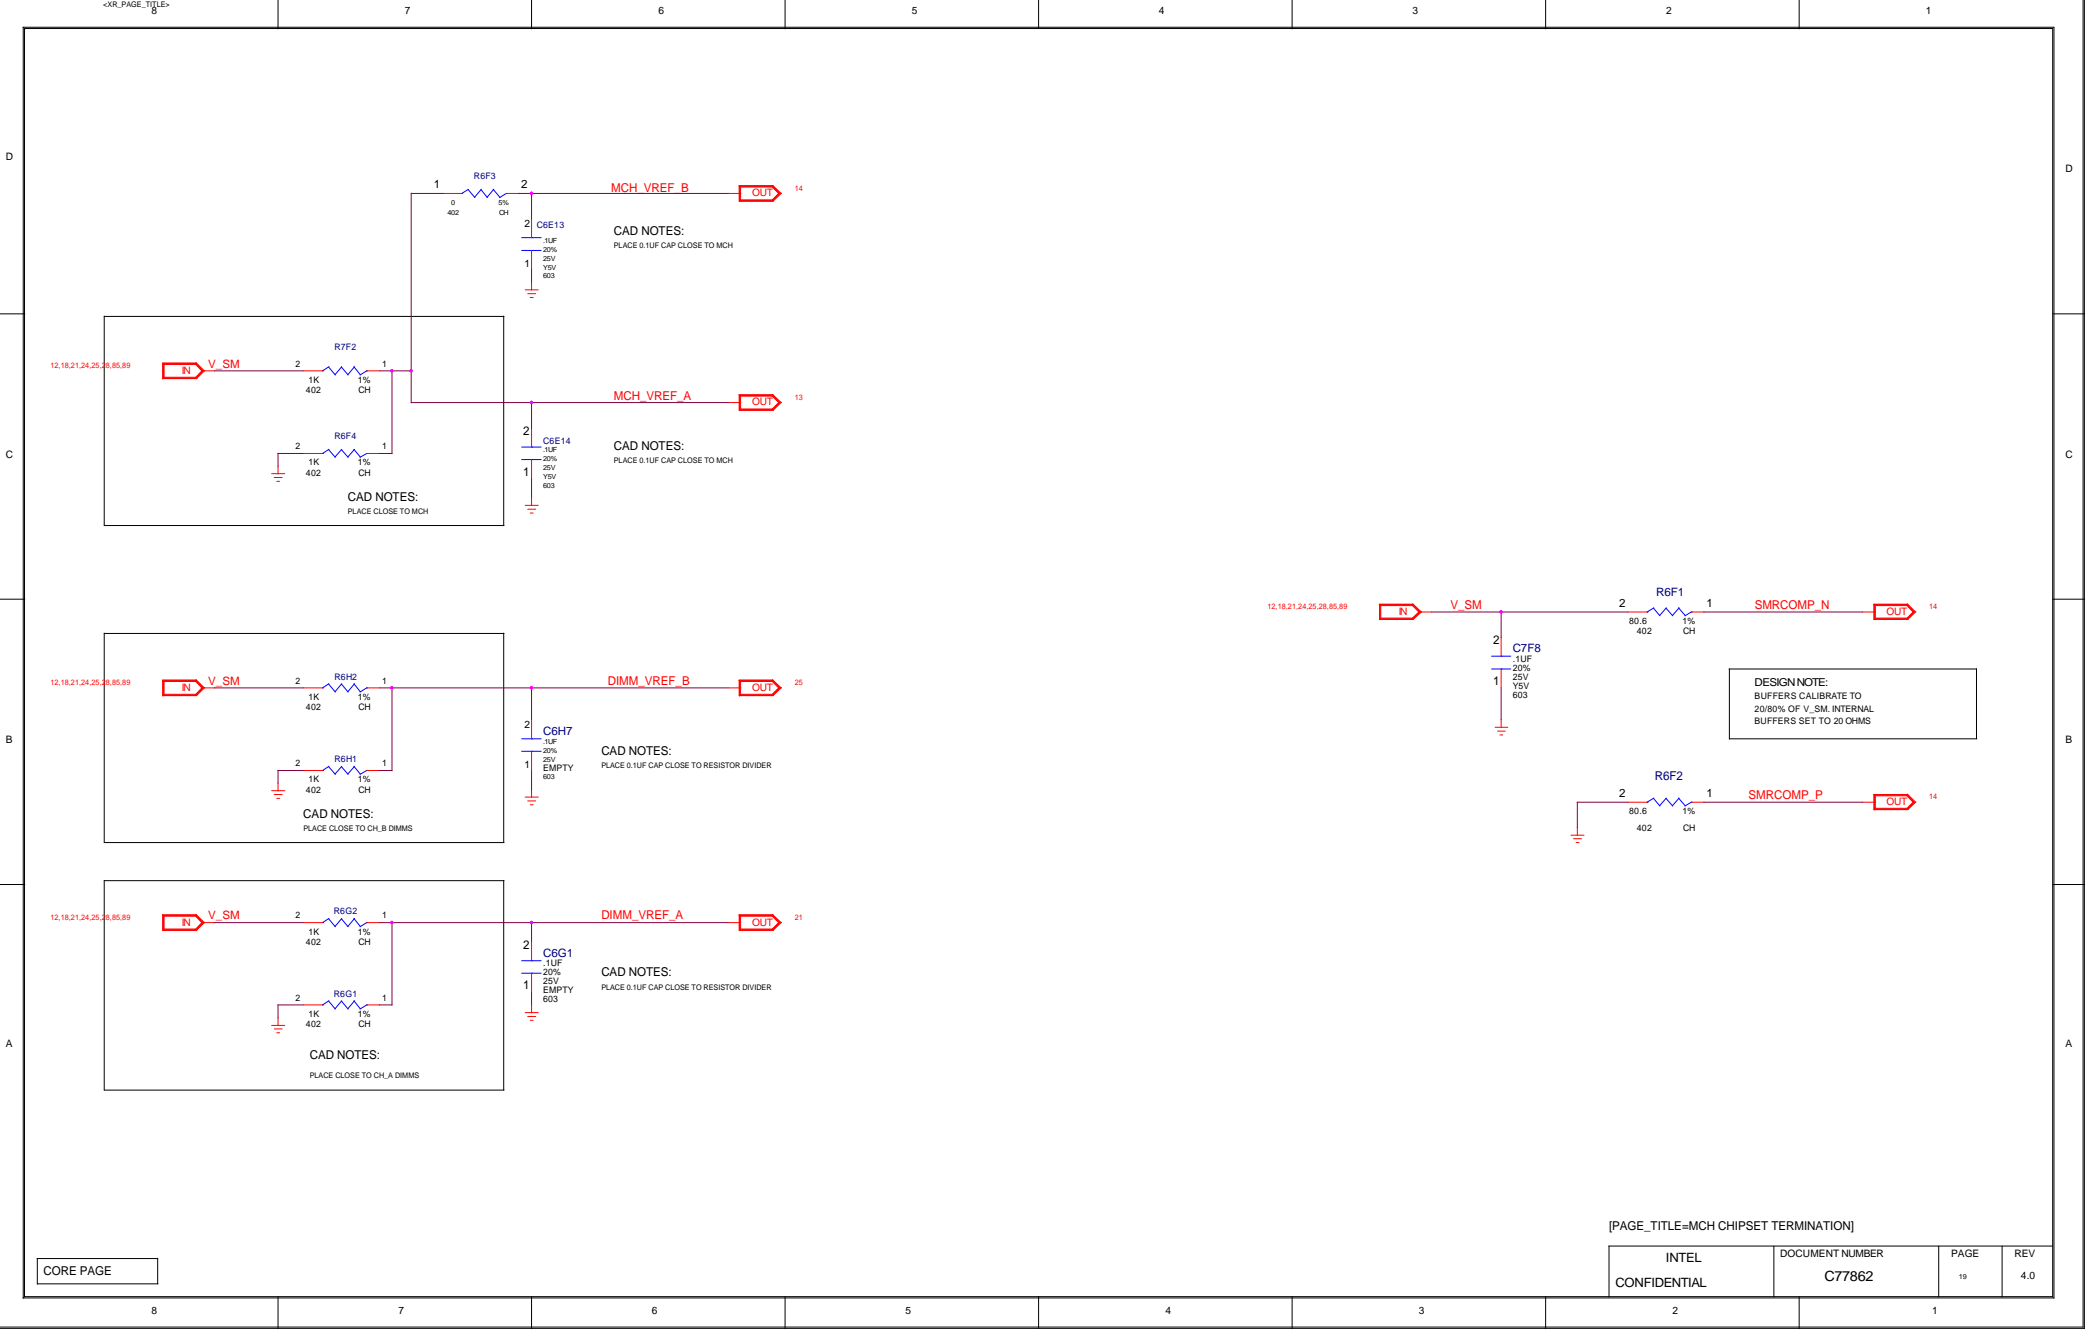 <XR_PAGE_TITLE>
8 7 6 5 4 3 2 1
D
D
R6F3
1 2
0 5%
402 CH
MCH_VREF_B
OUT
14
2
C6E13
.1UF
20%
25V
Y5V
603
1
CAD NOTES:
PLACE 0.1UF CAP CLOSE TO MCH
12,18,21,24,25,28,85,89
IN
V_SM
R7F2
2 1
1K 1%
402 CH
MCH_VREF_A
OUT
13
R6F4
2 1
1K 1%
402 CH
2
C6E14
.1UF
20%
25V
Y5V
603
1
CAD NOTES:
PLACE 0.1UF CAP CLOSE TO MCH
CAD NOTES:
PLACE CLOSE TO MCH
C
C
12,18,21,24,25,28,85,89
IN
V_SM
R6F1
2 1
80.6 1%
402 CH
SMRCOMP_N
OUT
14
2
C7F8
.1UF
20%
25V
Y5V
603
1
DESIGN NOTE:
BUFFERS CALIBRATE TO
20/80% OF V_SM. INTERNAL
BUFFERS SET TO 20 OHMS
12,18,21,24,25,28,85,89
IN
V_SM
R6H2
2 1
1K 1%
402 CH
DIMM_VREF_B
OUT
25
2
C6H7
.1UF
20%
25V
EMPTY
603
1
CAD NOTES:
PLACE 0.1UF CAP CLOSE TO RESISTOR DIVIDER
R6H1
2 1
1K 1%
402 CH
CAD NOTES:
PLACE CLOSE TO CH_B DIMMS
B
B
R6F2
2 1
80.6 1%
402 CH
SMRCOMP_P
OUT
14
12,18,21,24,25,28,85,89
IN
V_SM
R6G2
2 1
1K 1%
402 CH
DIMM_VREF_A
OUT
21
2
C6G1
.1UF
20%
25V
EMPTY
603
1
CAD NOTES:
PLACE 0.1UF CAP CLOSE TO RESISTOR DIVIDER
R6G1
2 1
1K 1%
402 CH
CAD NOTES:
PLACE CLOSE TO CH_A DIMMS
A
A
[PAGE_TITLE=MCH CHIPSET TERMINATION]
CORE PAGE
INTEL
CONFIDENTIAL
DOCUMENT NUMBER
C77862
PAGE
19
REV
4.0
8 7 6 5 4 3 2 1